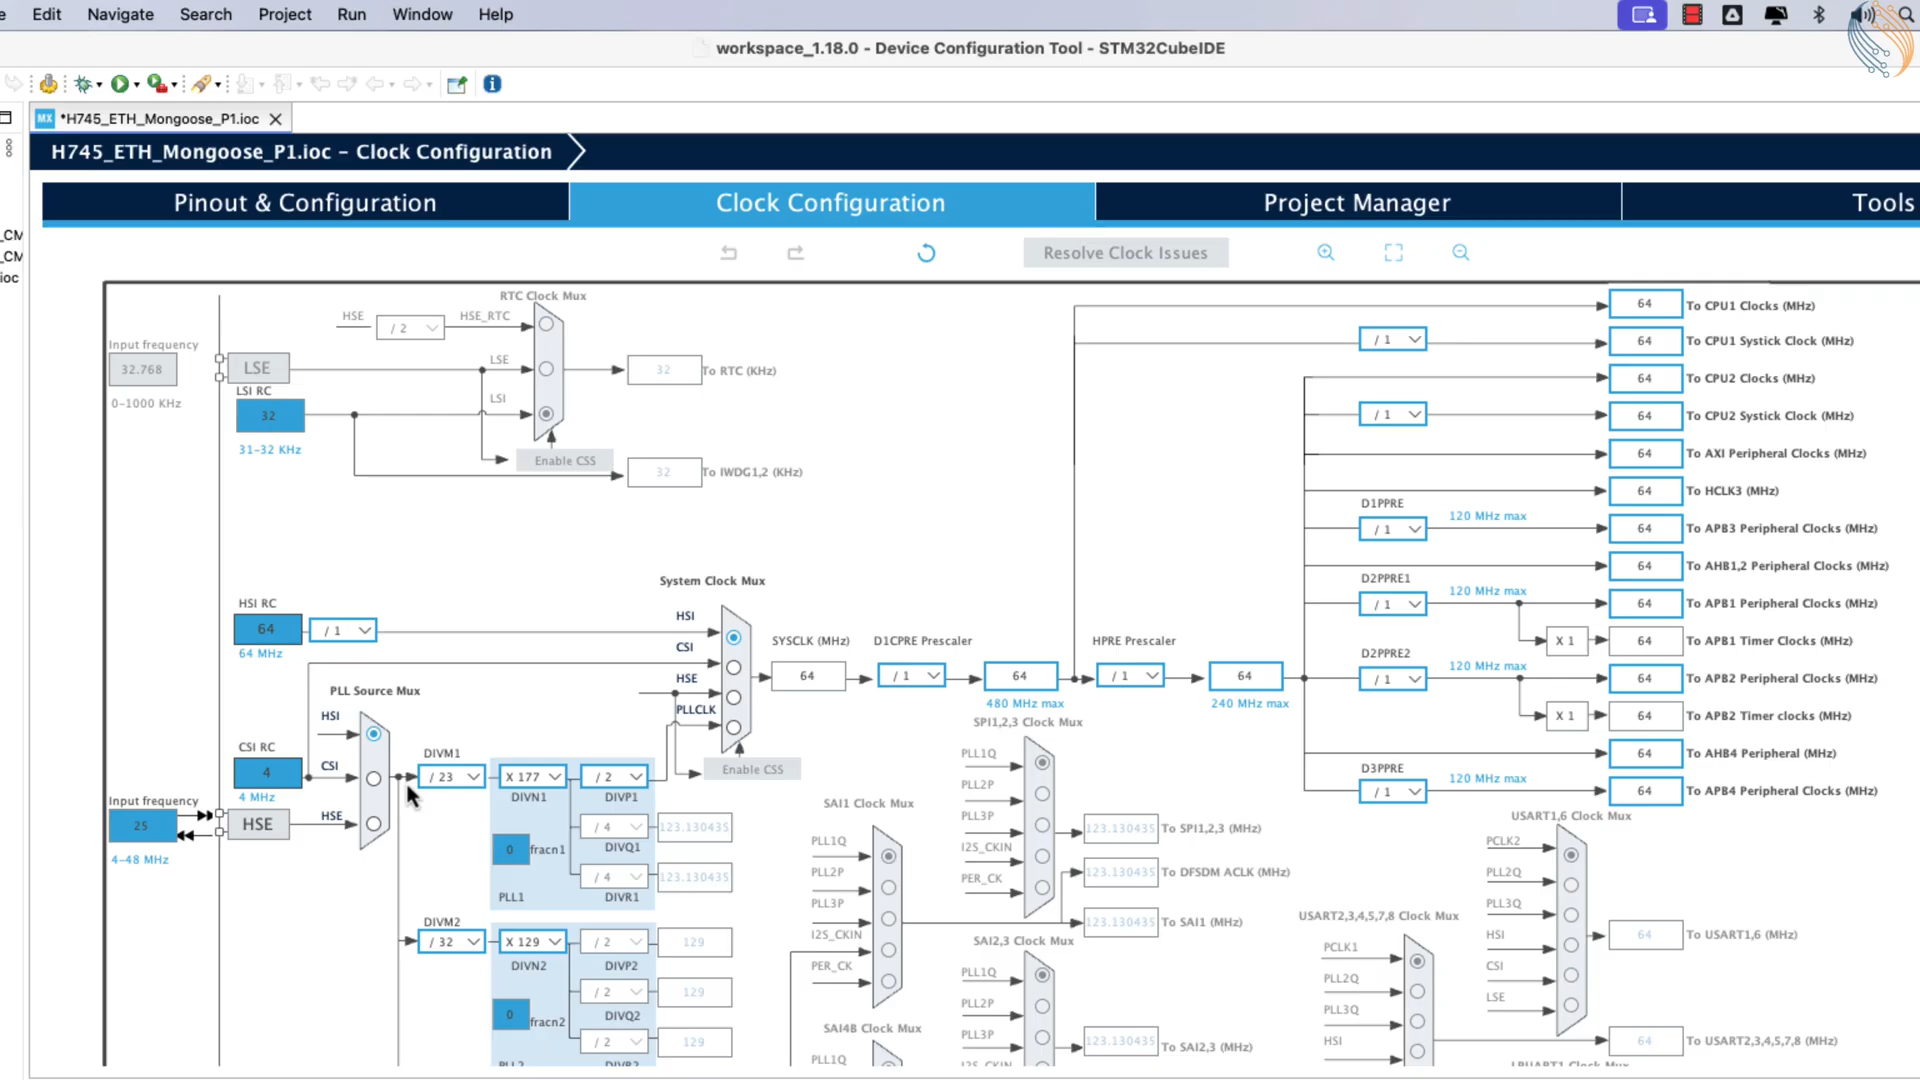 Edit Navigate Search Project Run Window Help
workspace_1.18.0 - Device Configuration Tool - STM32CubeIDE
MX *H745_ETH_Mongoose_P1.ioc
H745_ETH_Mongoose_P1.ioc – Clock Configuration
Pinout & Configuration
Clock Configuration
Project Manager
Tools
_CM
_CM
ioc
Resolve Clock Issues
RTC Clock Mux
HSE
/ 2
HSE_RTC
Input frequency
32.768
0-1000 KHz
LSE
LSE
LSI RC
32
31-32 KHz
LSI
32
To RTC (KHz)
Enable CSS
32
To IWDG1,2 (KHz)
64
To CPU1 Clocks (MHz)
/ 1
64
To CPU1 Systick Clock (MHz)
64
To CPU2 Clocks (MHz)
/ 1
64
To CPU2 Systick Clock (MHz)
64
To AXI Peripheral Clocks (MHz)
64
To HCLK3 (MHz)
D1PPRE
/ 1
120 MHz max
64
To APB3 Peripheral Clocks (MHz)
64
To AHB1,2 Peripheral Clocks (MHz)
D2PPRE1
/ 1
120 MHz max
64
To APB1 Peripheral Clocks (MHz)
X 1
64
To APB1 Timer Clocks (MHz)
D2PPRE2
/ 1
120 MHz max
64
To APB2 Peripheral Clocks (MHz)
X 1
64
To APB2 Timer clocks (MHz)
64
To AHB4 Peripheral (MHz)
D3PPRE
/ 1
120 MHz max
64
To APB4 Peripheral Clocks (MHz)
System Clock Mux
HSI RC
64
64 MHz
/ 1
HSI
CSI
HSE
PLLCLK
Enable CSS
SYSCLK (MHz)
64
D1CPRE Prescaler
/ 1
64
480 MHz max
HPRE Prescaler
/ 1
64
240 MHz max
PLL Source Mux
HSI
CSI RC
4
4 MHz
CSI
Input frequency
25
4-48 MHz
HSE
HSE
DIVM1
/ 23
X 177
DIVN1
/ 2
DIVP1
/ 4
123.130435
DIVQ1
0
fracn1
/ 4
123.130435
DIVR1
PLL1
DIVM2
/ 32
X 129
DIVN2
/ 2
129
DIVP2
/ 2
129
DIVQ2
0
fracn2
/ 2
129
SAI1 Clock Mux
PLL1Q
PLL2P
PLL3P
I2S_CKIN
PER_CK
SAI4B Clock Mux
PLL1Q
SPI1,2,3 Clock Mux
PLL1Q
PLL2P
PLL3P
I2S_CKIN
PER_CK
123.130435
To SPI1,2,3 (MHz)
123.130435
To DFSDM ACLK (MHz)
123.130435
To SAI1 (MHz)
SAI2,3 Clock Mux
PLL1Q
PLL2P
PLL3P
123.130435
To SAI2,3 (MHz)
USART1,6 Clock Mux
PCLK2
PLL2Q
PLL3Q
HSI
CSI
LSE
64
To USART1,6 (MHz)
USART2,3,4,5,7,8 Clock Mux
PCLK1
PLL2Q
PLL3Q
HSI
64
To USART2,3,4,5,7,8 (MHz)